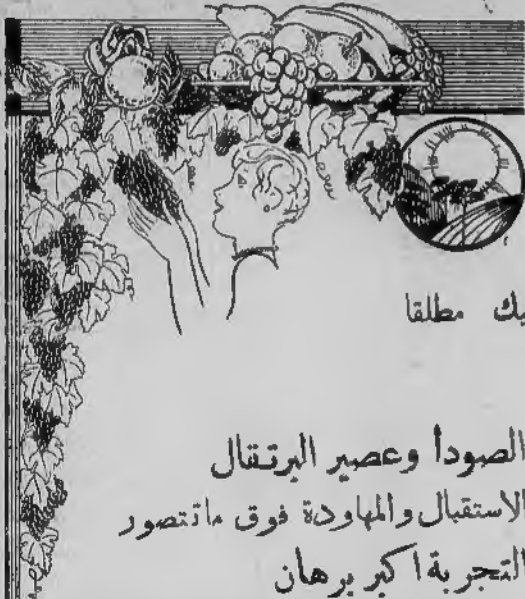 يك مطلقا
الصودا وعصير البرتقال
الاستقبال والمهاودة فوق ماتتصور
التجربة اكبر برهان